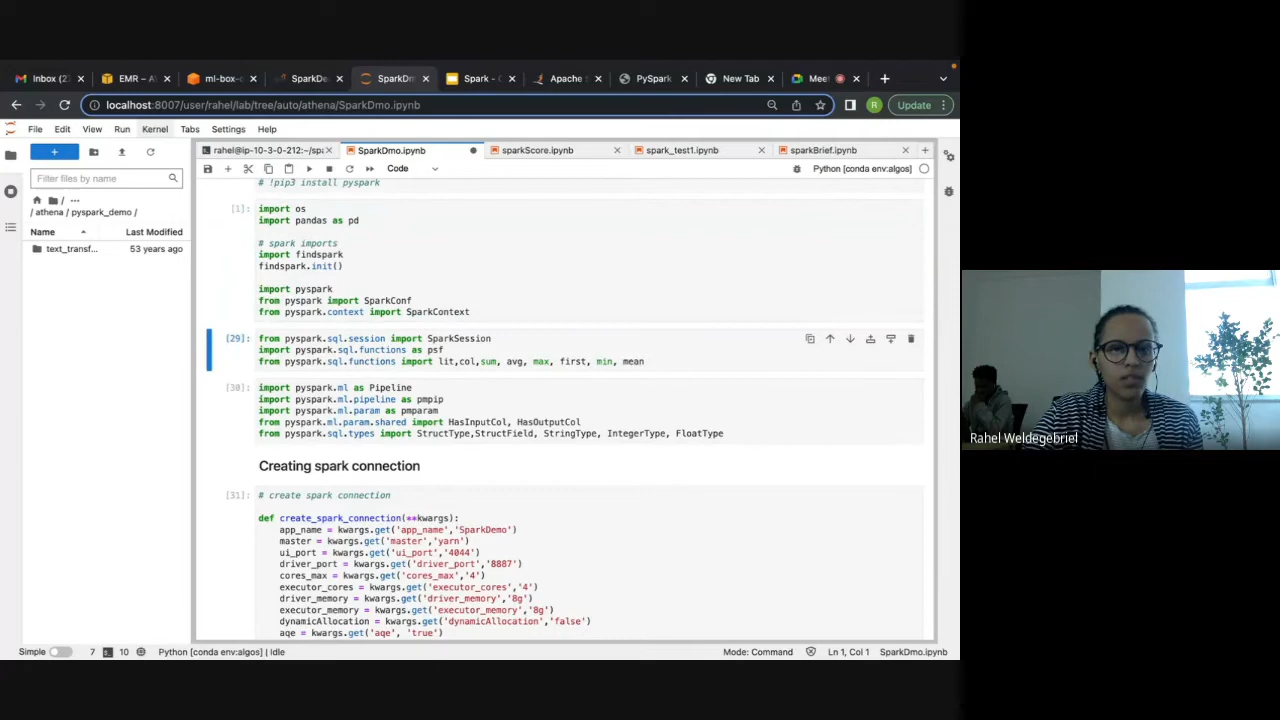 Inbox (2
EMR – A
ml-box-
SparkDe
SparkDm
Spark - 
Apache
PySpark
New Tab
Meet
localhost:8007/user/rahel/lab/tree/auto/athena/SparkDmo.ipynb
R
Update
File Edit View Run Kernel Tabs Settings Help
rahel@ip-10-3-0-212:~/spa
SparkDmo.ipynb
sparkScore.ipynb
spark_test1.ipynb
sparkBrief.ipynb
Code
Python [conda env:algos]
Filter files by name
/ ...
/ athena / pyspark_demo /
Name Last Modified
text_transf... 53 years ago
# !pip3 install pyspark
[1]: import os
import pandas as pd
# spark imports
import findspark
findspark.init()
import pyspark
from pyspark import SparkConf
from pyspark.context import SparkContext
[29]: from pyspark.sql.session import SparkSession
import pyspark.sql.functions as psf
from pyspark.sql.functions import lit,col,sum, avg, max, first, min, mean
[30]: import pyspark.ml as Pipeline
import pyspark.ml.pipeline as pmpip
import pyspark.ml.param as pmparam
from pyspark.ml.param.shared import HasInputCol, HasOutputCol
from pyspark.sql.types import StructType,StructField, StringType, IntegerType, FloatType
Creating spark connection
[31]: # create spark connection
def create_spark_connection(**kwargs):
app_name = kwargs.get('app_name','SparkDemo')
master = kwargs.get('master','yarn')
ui_port = kwargs.get('ui_port','4044')
driver_port = kwargs.get('driver_port','8887')
cores_max = kwargs.get('cores_max','4')
executor_cores = kwargs.get('executor_cores','4')
driver_memory = kwargs.get('driver_memory','8g')
executor_memory = kwargs.get('executor_memory','8g')
dynamicAllocation = kwargs.get('dynamicAllocation','false')
aqe = kwargs.get('aqe', 'true')
Simple 7 10 Python [conda env:algos] | Idle
Mode: Command Ln 1, Col 1 SparkDmo.ipynb
Rahel Weldegebriel